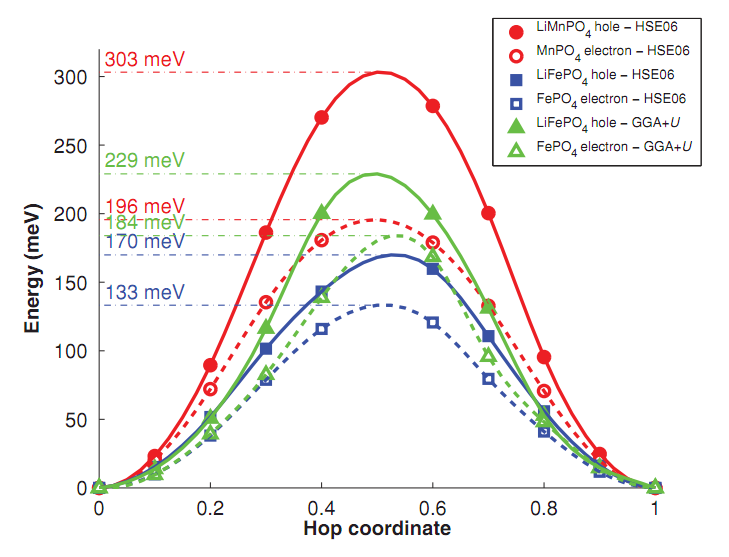 LiMnPO4 hole – HSE06
MnPO4 electron – HSE06
LiFePO4 hole – HSE06
FePO4 electron – HSE06
LiFePO4 hole – GGA+U
FePO4 electron – GGA+U
303 meV
229 meV
196 meV
184 meV
170 meV
133 meV
300
250
200
150
100
50
0
Energy (meV)
0 0.2 0.4 0.6 0.8 1
Hop coordinate